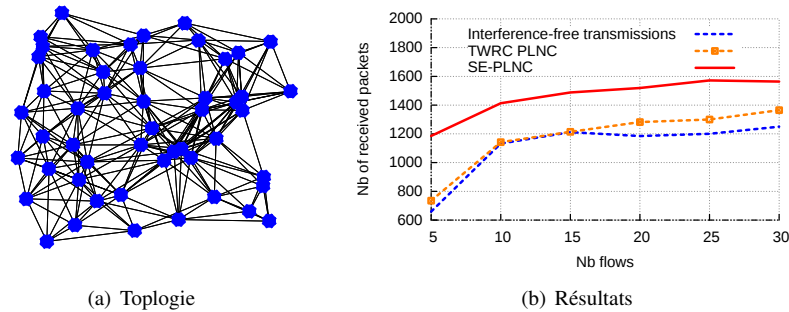 2000
1800
1600
1400
1200
1000
800
600
Nb of received packets
Interference-free transmissions
TWRC PLNC
SE-PLNC
5 10 15 20 25 30
Nb flows
(a) Toplogie
(b) Résultats